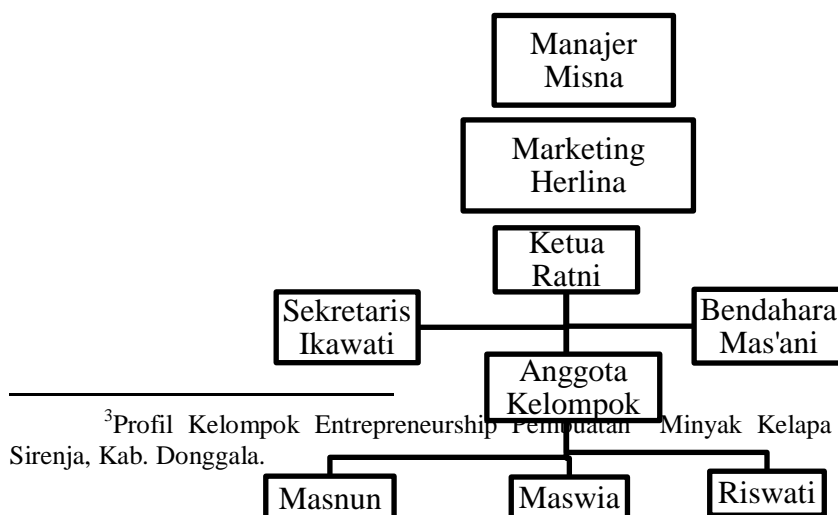 Manajer
Misna
Marketing
Herlina
Ketua
Ratni
Sekretaris
Ikawati
Bendahara
Mas'ani
Anggota
Kelompok
3Profil Kelompok Entrepreneurship Pembuatan Minyak Kelapa
Sirenja, Kab. Donggala.
Masnun
Maswia
Riswati